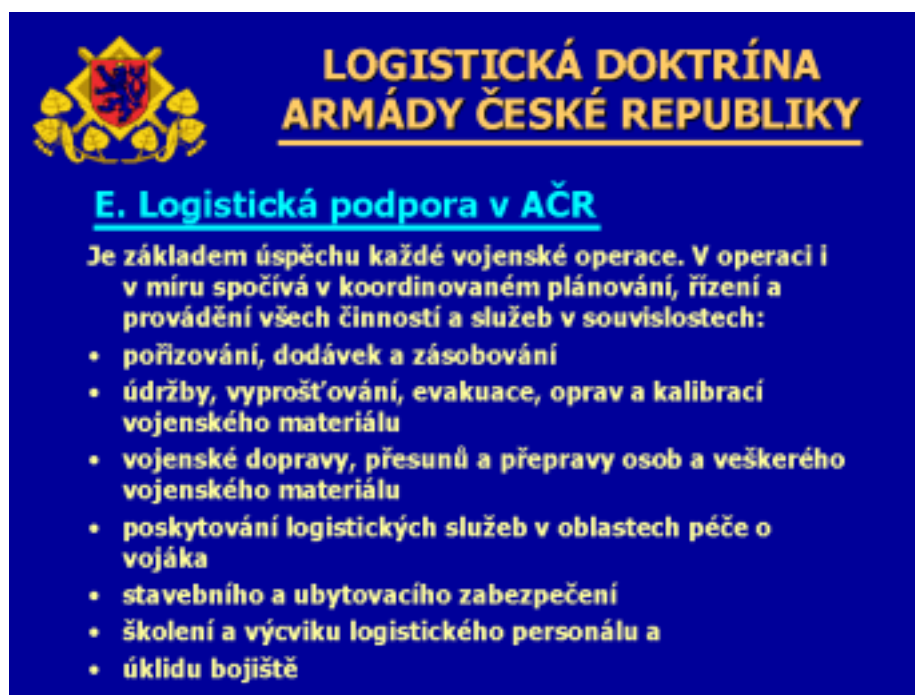 LOGISTICKÁ DOKTRÍNA
ARMÁDY ČESKÉ REPUBLIKY
E. Logistická podpora v AČR
Je základem úspěchu každé vojenské operace. V operaci i
v míru spočívá v koordinovaném plánování, řízení a
provádění všech činností a služeb v souvislostech:
• pořizování, dodávek a zásobování
• údržby, vyprošťování, evakuace, oprav a kalibrací
vojenského materiálu
• vojenské dopravy, přesunů a přepravy osob a veškerého
vojenského materiálu
• poskytování logistických služeb v oblastech péče o
vojáka
• stavebního a ubytovacího zabezpečení
• školení a výcviku logistického personálu a
• úklidu bojiště